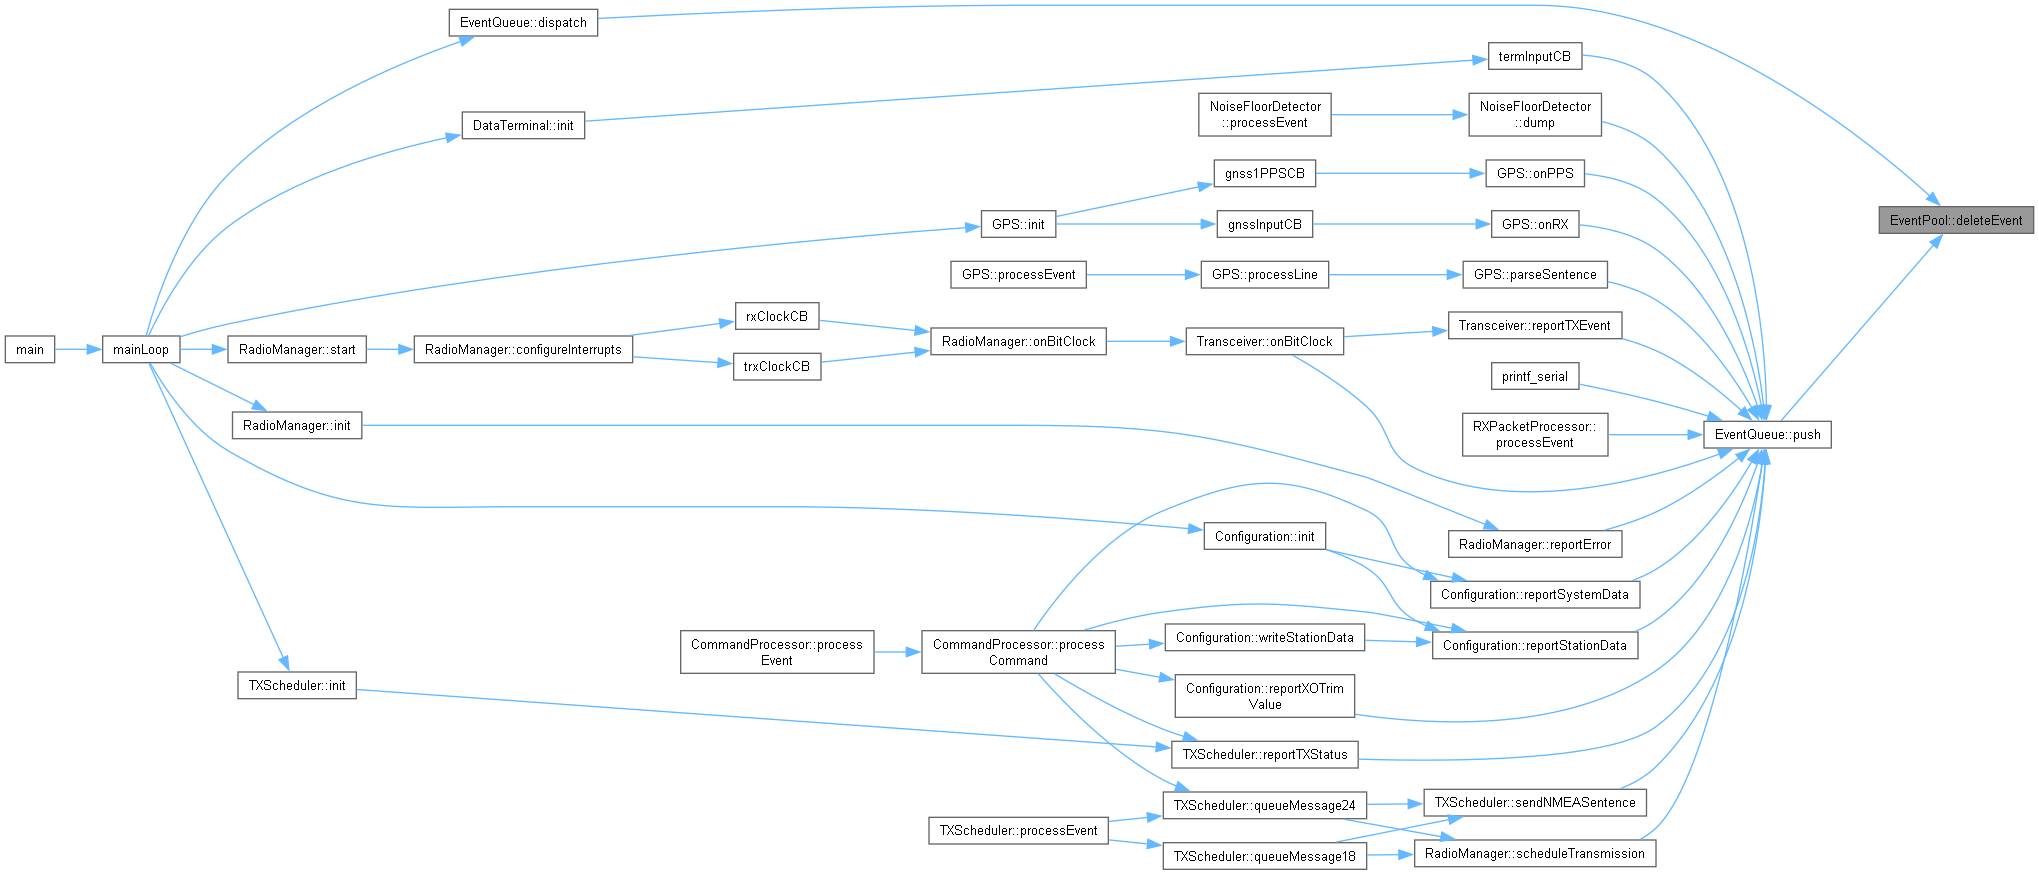 EventQueue::dispatch
termInputCB
NoiseFloorDetector
::processEvent
NoiseFloorDetector
::dump
DataTerminal::init
gnss1PPSCB
GPS::onPPS
GPS::init
gnssInputCB
GPS::onRX
EventPool::deleteEvent
GPS::processEvent
GPS::processLine
GPS::parseSentence
rxClockCB
Transceiver::reportTXEvent
main
mainLoop
RadioManager::start
RadioManager::configureInterrupts
RadioManager::onBitClock
Transceiver::onBitClock
trxClockCB
printf_serial
RadioManager::init
RXPacketProcessor::
processEvent
EventQueue::push
Configuration::init
RadioManager::reportError
Configuration::reportSystemData
CommandProcessor::process
Event
CommandProcessor::process
Command
Configuration::writeStationData
Configuration::reportStationData
TXScheduler::init
Configuration::reportXOTrim
Value
TXScheduler::reportTXStatus
TXScheduler::queueMessage24
TXScheduler::sendNMEASentence
TXScheduler::processEvent
TXScheduler::queueMessage18
RadioManager::scheduleTransmission